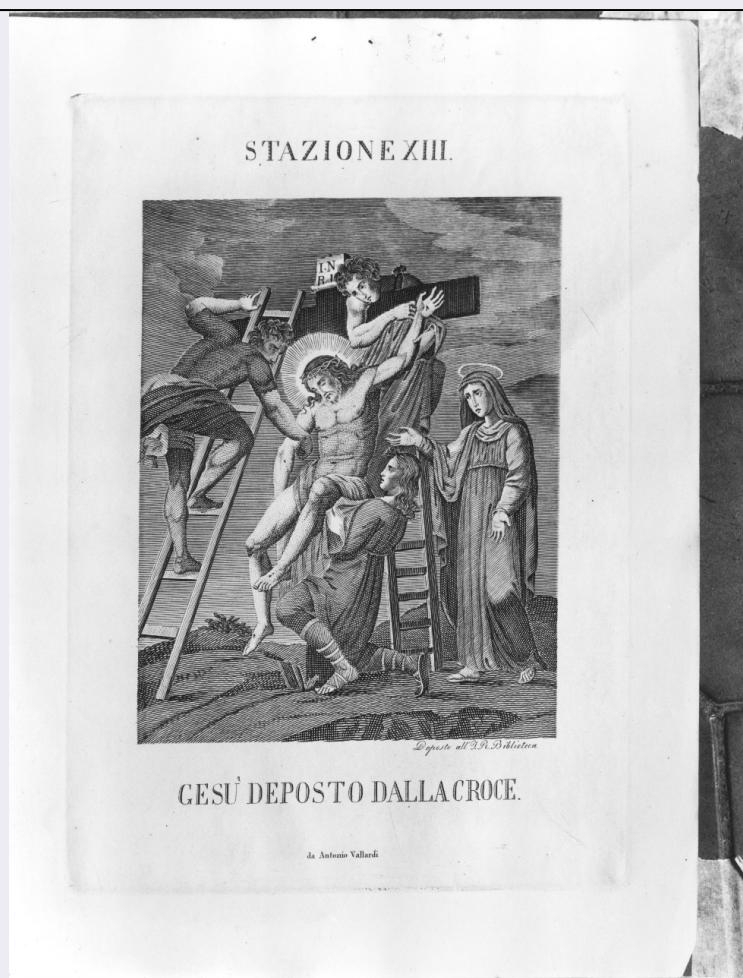 STAZIONE XIII.
I.N
R.I
Deposto all' I.R. Biblioteca
GESU' DEPOSTO DALLA CROCE.
da Antonio Vallardi